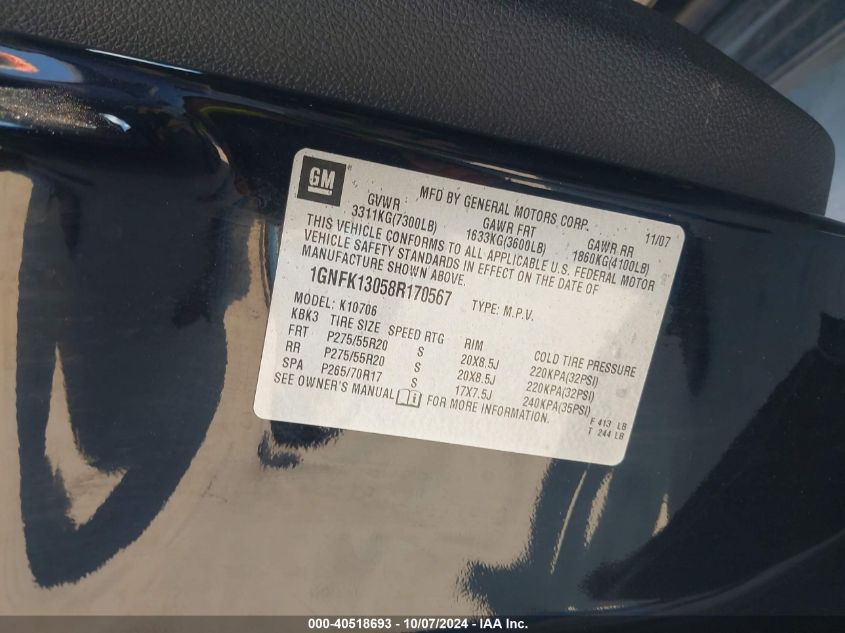 GM
MFD BY GENERAL MOTORS CORP. 11/07
GVWR GAWR FRT GAWR RR
3311KG(7300LB) 1633KG(3600LB) 1860KG(4100LB)
THIS VEHICLE CONFORMS TO ALL APPLICABLE U.S. FEDERAL MOTOR
VEHICLE SAFETY STANDARDS IN EFFECT ON THE DATE OF
MANUFACTURE SHOWN ABOVE.
1GNFK13058R170567 TYPE: M.P.V.
MODEL: K10706
KBK3 TIRE SIZE SPEED RTG RIM COLD TIRE PRESSURE
FRT P275/55R20 S 20X8.5J 220KPA(32PSI)
RR P275/55R20 S 20X8.5J 220KPA(32PSI)
SPA P265/70R17 S 17X7.5J 240KPA(35PSI)
SEE OWNER'S MANUAL FOR MORE INFORMATION.
F 413 LB
T 244 LB
000-40518693 - 10/07/2024 - IAA Inc.